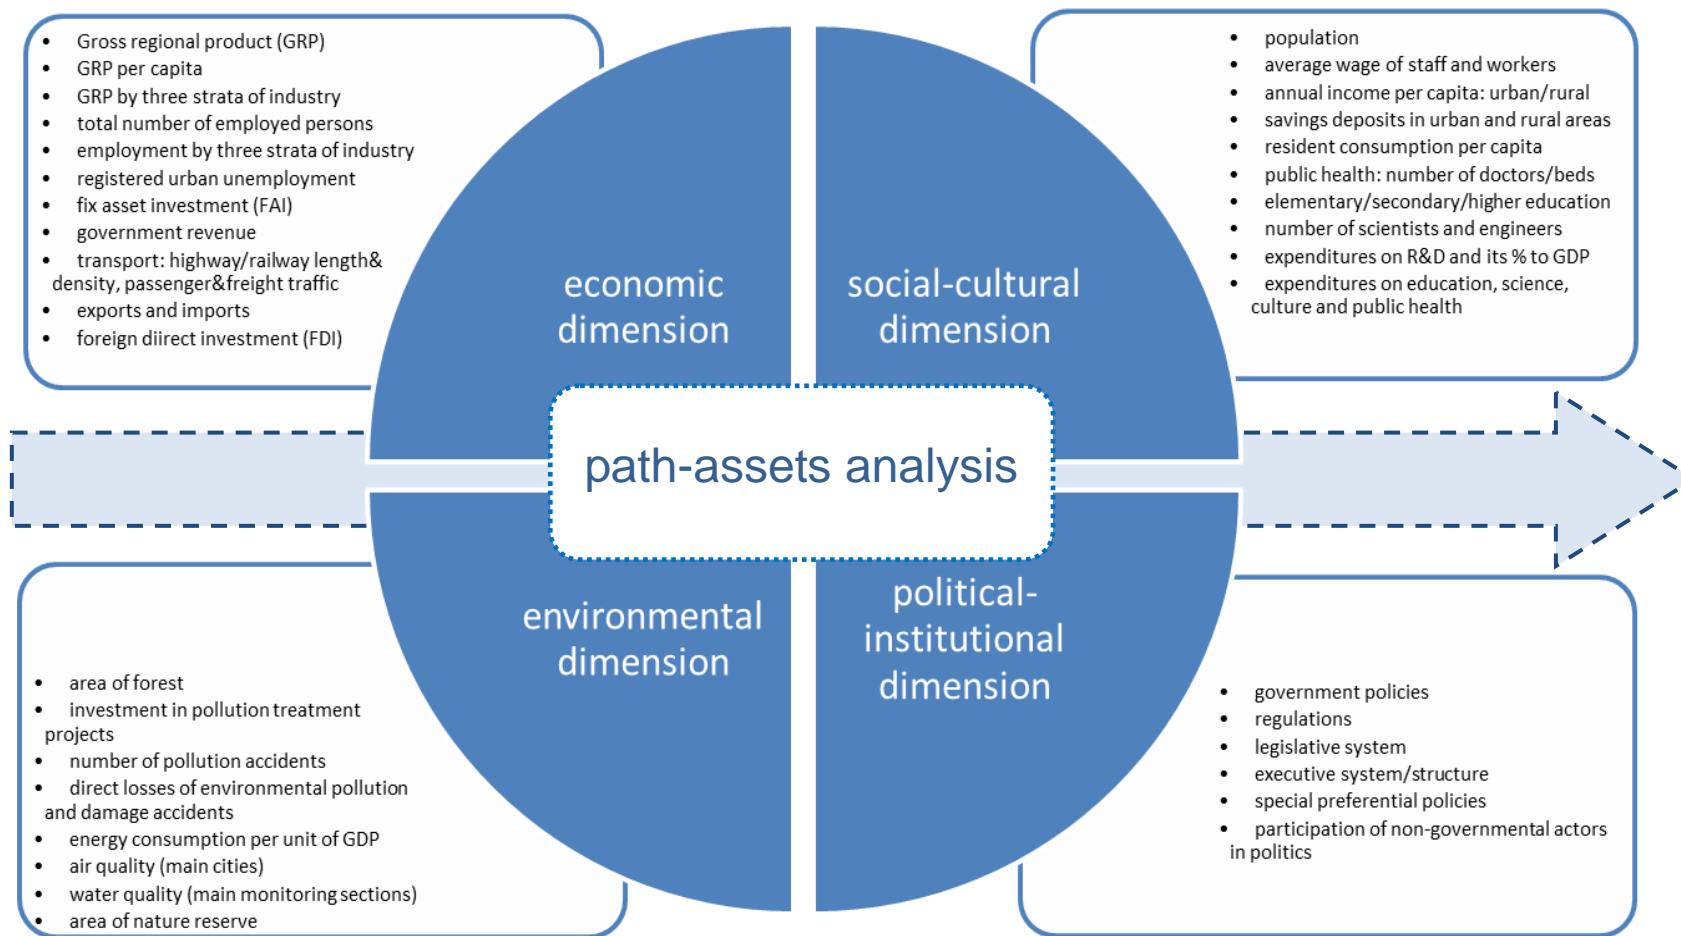 • Gross regional product (GRP)
• GRP per capita
• GRP by three strata of industry
• total number of employed persons
• employment by three strata of industry
• registered urban unemployment
• fix asset investment (FAI)
• government revenue
• transport: highway/railway length&
density, passenger&freight traffic
• exports and imports
• foreign diirect investment (FDI)
• population
• average wage of staff and workers
• annual income per capita: urban/rural
• savings deposits in urban and rural areas
• resident consumption per capita
• public health: number of doctors/beds
• elementary/secondary/higher education
• number of scientists and engineers
• expenditures on R&D and its % to GDP
• expenditures on education, science,
culture and public health
economic
dimension
social-cultural
dimension
path-assets analysis
environmental
dimension
political-
institutional
dimension
• area of forest
• investment in pollution treatment
projects
• number of pollution accidents
• direct losses of environmental pollution
and damage accidents
• energy consumption per unit of GDP
• air quality (main cities)
• water quality (main monitoring sections)
• area of nature reserve
• government policies
• regulations
• legislative system
• executive system/structure
• special preferential policies
• participation of non-governmental actors
in politics